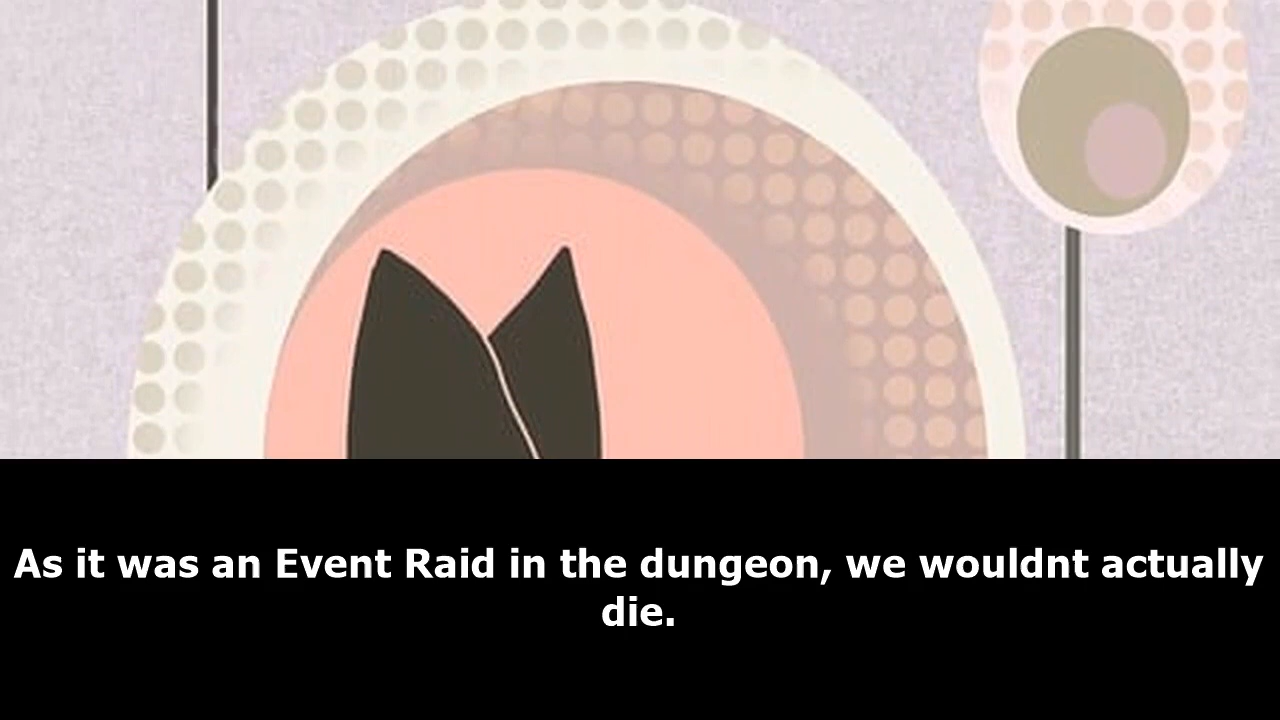 As it was an Event Raid in the dungeon, we wouldnt actually
die.